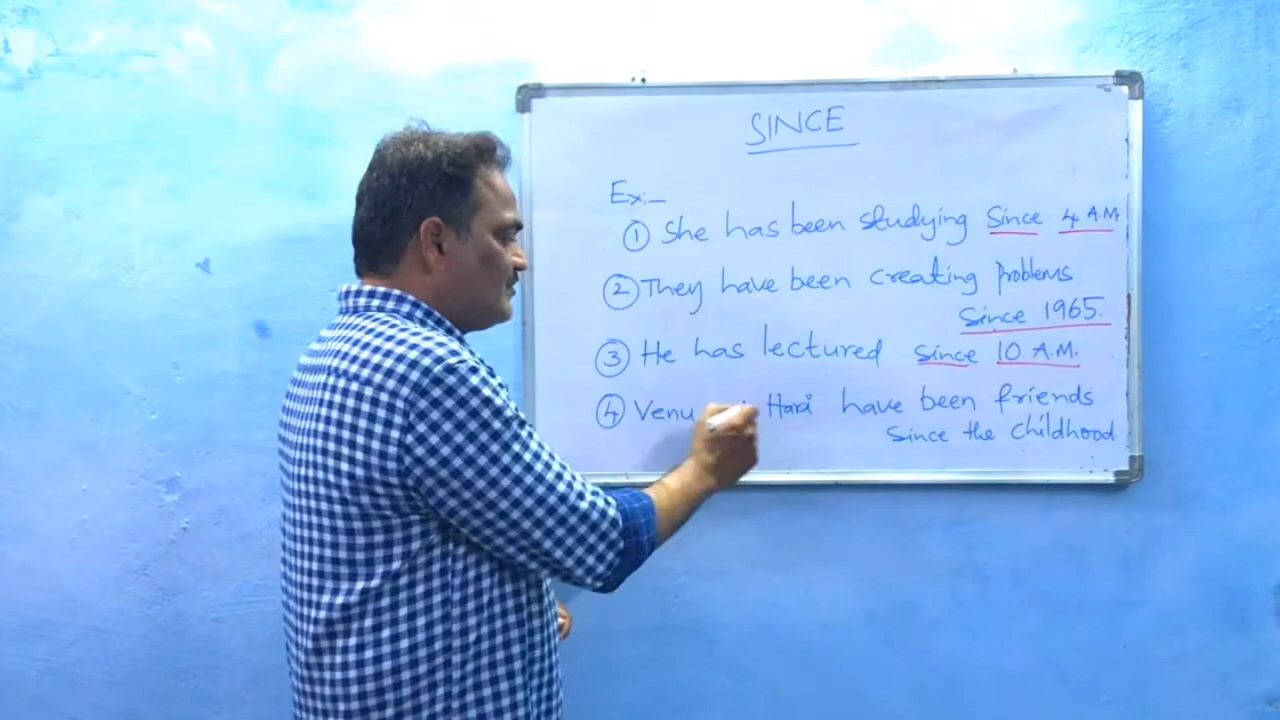 SINCE
Ex:-
① She has been studying Since 4 A.M
② They have been creating problems
Since 1965.
③ He has lectured since 10 A.M.
④ Venu Hari have been friends
since the childhood